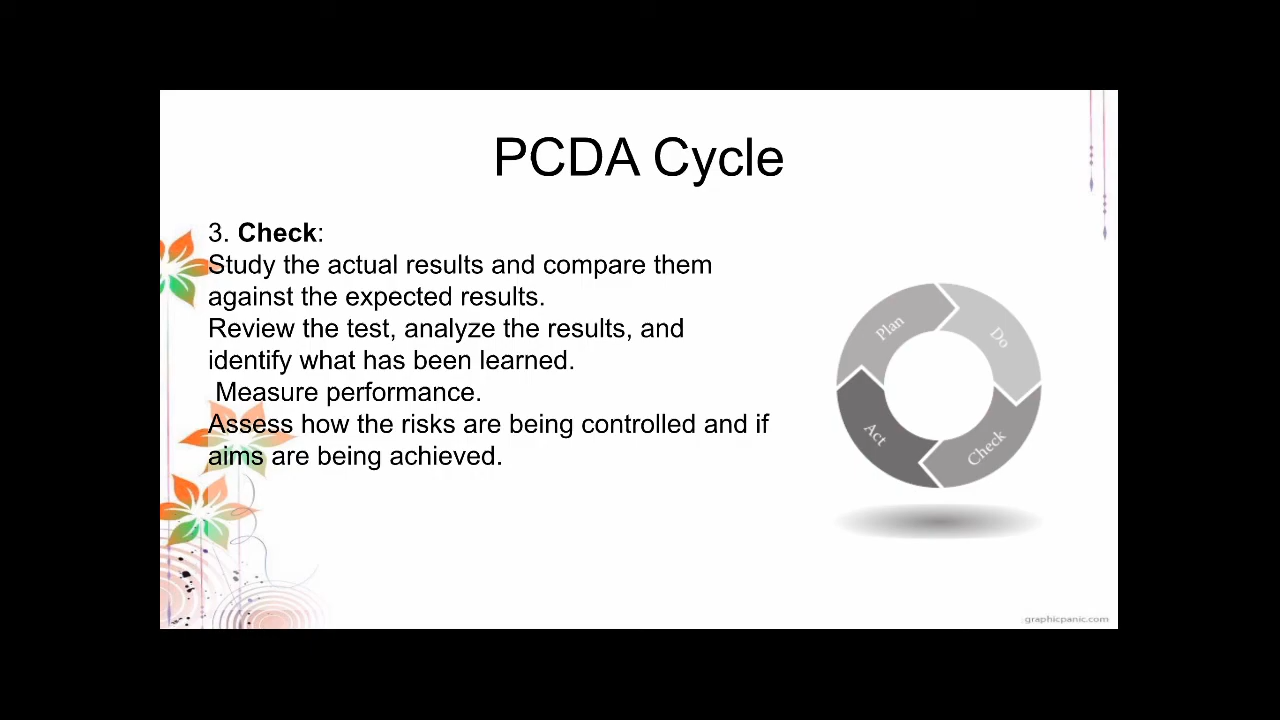 PCDA Cycle
3. Check:
Study the actual results and compare them
against the expected results.
Review the test, analyze the results, and
identify what has been learned.
Measure performance.
Assess how the risks are being controlled and if
aims are being achieved.
Plan
Do
Act
Check
graphicpanic.com